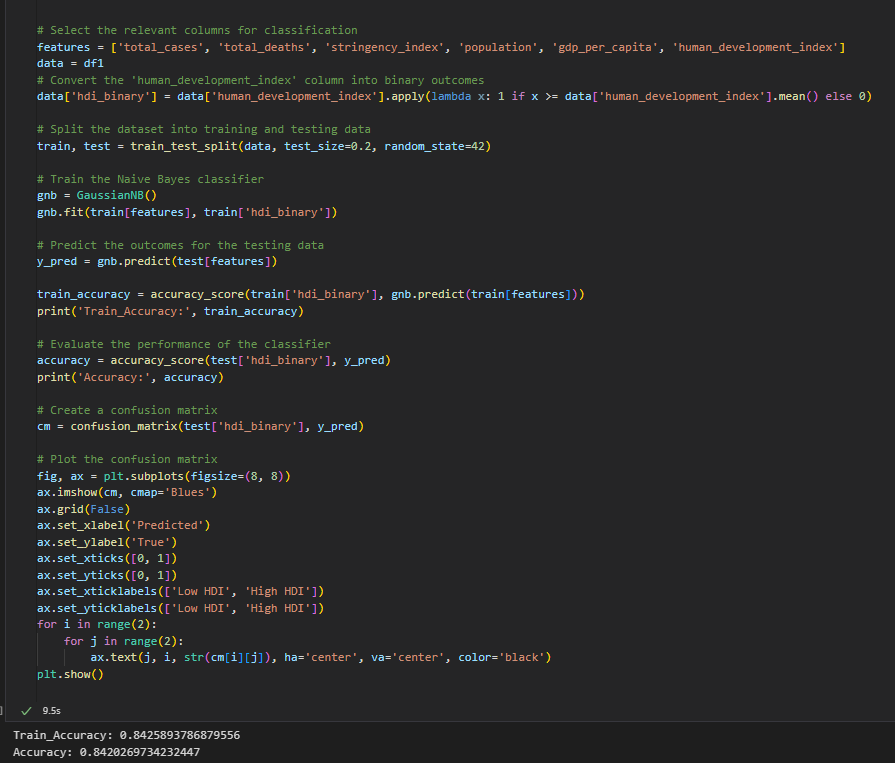 # Select the relevant columns for classification
features = ['total_cases', 'total_deaths', 'stringency_index', 'population', 'gdp_per_capita', 'human_development_index']
data = df1
# Convert the 'human_development_index' column into binary outcomes
data['hdi_binary'] = data['human_development_index'].apply(lambda x: 1 if x >= data['human_development_index'].mean() else 0)

# Split the dataset into training and testing data
train, test = train_test_split(data, test_size=0.2, random_state=42)

# Train the Naive Bayes classifier
gnb = GaussianNB()
gnb.fit(train[features], train['hdi_binary'])

# Predict the outcomes for the testing data
y_pred = gnb.predict(test[features])

train_accuracy = accuracy_score(train['hdi_binary'], gnb.predict(train[features]))
print('Train_Accuracy:', train_accuracy)

# Evaluate the performance of the classifier
accuracy = accuracy_score(test['hdi_binary'], y_pred)
print('Accuracy:', accuracy)

# Create a confusion matrix
cm = confusion_matrix(test['hdi_binary'], y_pred)

# Plot the confusion matrix
fig, ax = plt.subplots(figsize=(8, 8))
ax.imshow(cm, cmap='Blues')
ax.grid(False)
ax.set_xlabel('Predicted')
ax.set_ylabel('True')
ax.set_xticks([0, 1])
ax.set_yticks([0, 1])
ax.set_xticklabels(['Low HDI', 'High HDI'])
ax.set_yticklabels(['Low HDI', 'High HDI'])
for i in range(2):
    for j in range(2):
        ax.text(j, i, str(cm[i][j]), ha='center', va='center', color='black')
plt.show()
] 9.5s
Train_Accuracy: 0.8425893786879556
Accuracy: 0.8420269734232447